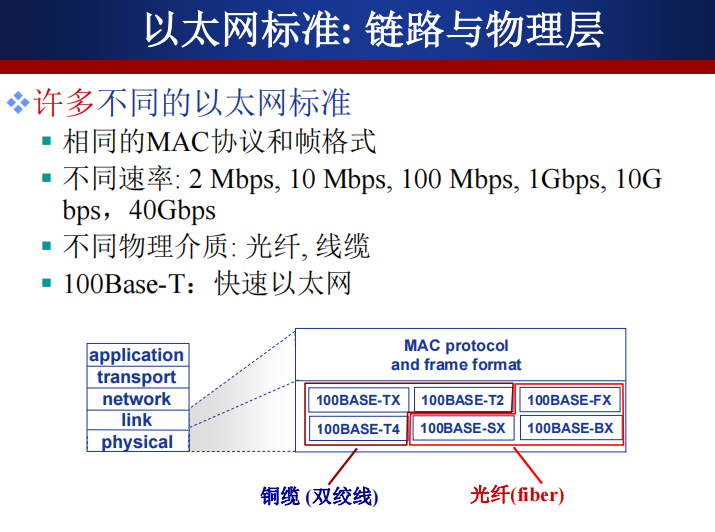 以太网标准: 链路与物理层
许多不同的以太网标准
相同的MAC协议和帧格式
不同速率: 2 Mbps, 10 Mbps, 100 Mbps, 1Gbps, 10G
bps，40Gbps
不同物理介质: 光纤, 线缆
100Base-T：快速以太网
application
transport
network
link
physical
MAC protocol
and frame format
100BASE-TX 100BASE-T2 100BASE-FX
100BASE-T4 100BASE-SX 100BASE-BX
铜缆 (双绞线)
光纤(fiber)